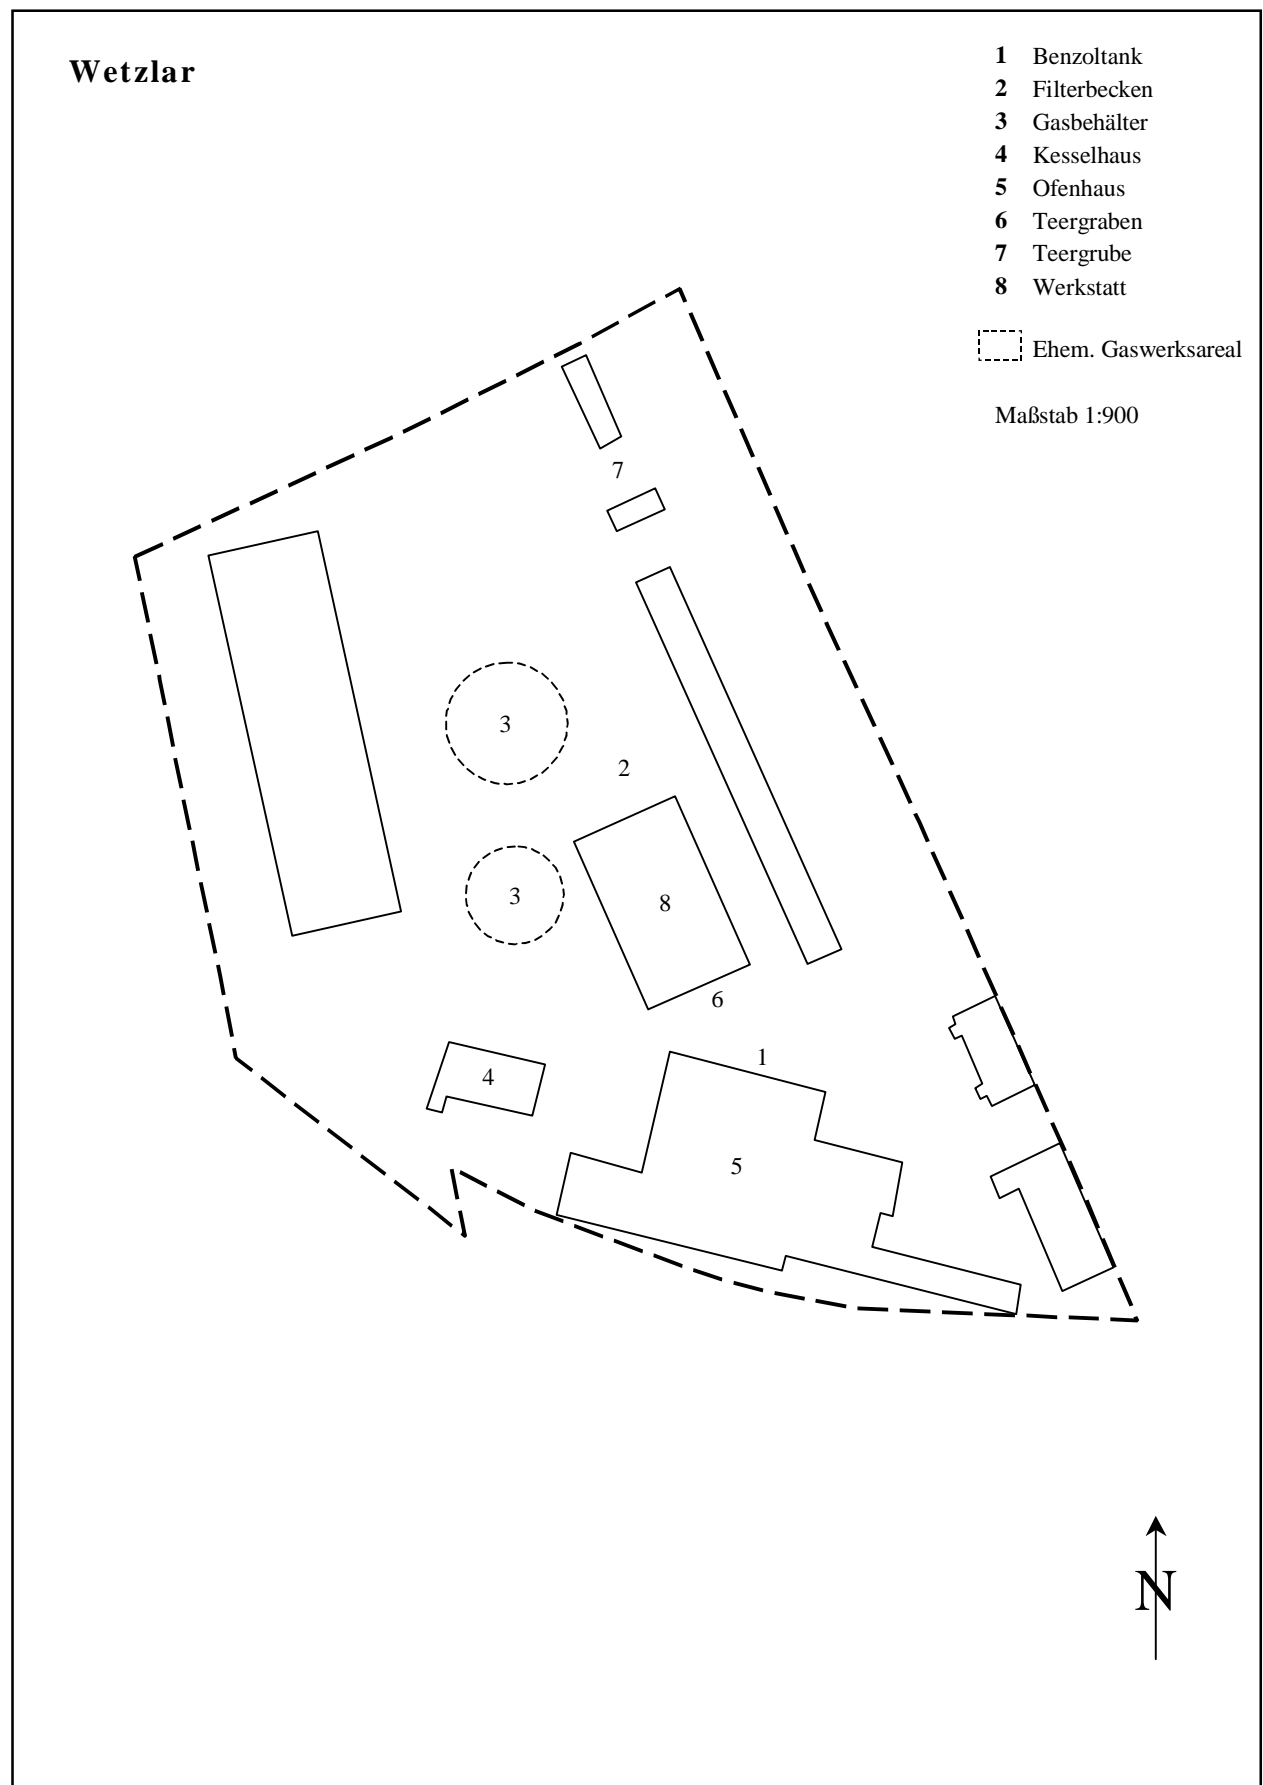 Wetzlar
1 Benzoltank
2 Filterbecken
3 Gasbehälter
4 Kesselhaus
5 Ofenhaus
6 Teergraben
7 Teergrube
8 Werkstatt
Ehem. Gaswerksareal
Maßstab 1:900
7
3
2
3
8
6
1
4
5
N